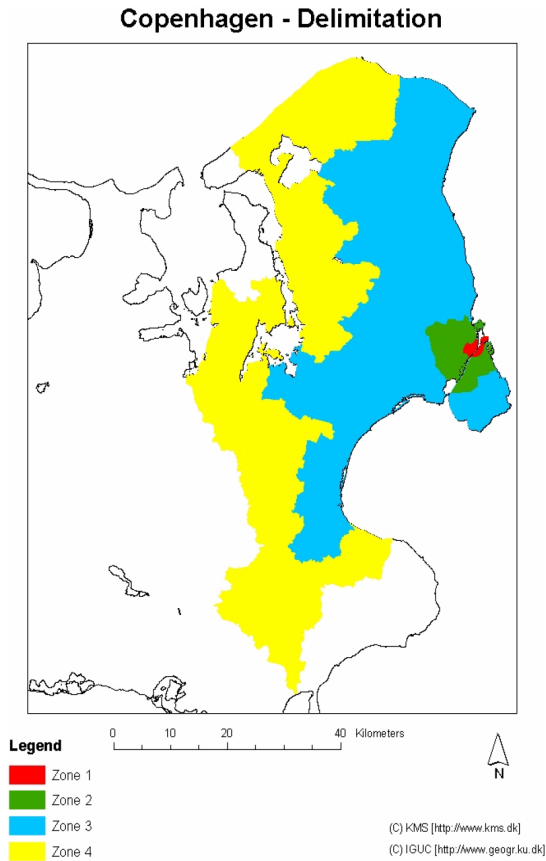 Copenhagen - Delimitation
0 10 20 40 Kilometers
Legend
Zone 1
Zone 2
Zone 3
Zone 4
N
(C) KMS [http://www.kms.dk]
(C) IGUC [http://www.geogr.ku.dk]